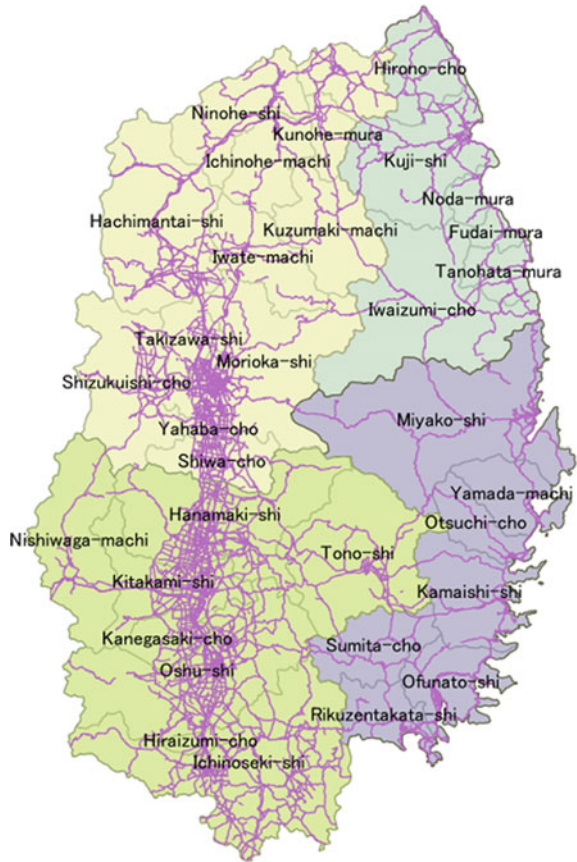 Hirono-cho
Ninohe-shi
Kunohe-mura
Ichinohe-machi
Kuji-shi
Noda-mura
Hachimantai-shi
Kuzumaki-machi
Fudai-mura
Iwate-machi
Tanohata-mura
Iwaizumi-cho
Takizawa-shi
Morioka-shi
Shizukuishi-cho
Miyako-shi
Yahaba-cho
Shiwa-cho
Yamada-machi
Hanamaki-shi
Otsuchi-cho
Nishiwaga-machi
Tono-shi
Kitakami-shi
Kamaishi-shi
Kanegasaki-cho
Sumita-cho
Oshu-shi
Ofunato-shi
Rikuzentakata-shi
Hiraizumi-cho
Ichinoseki-shi